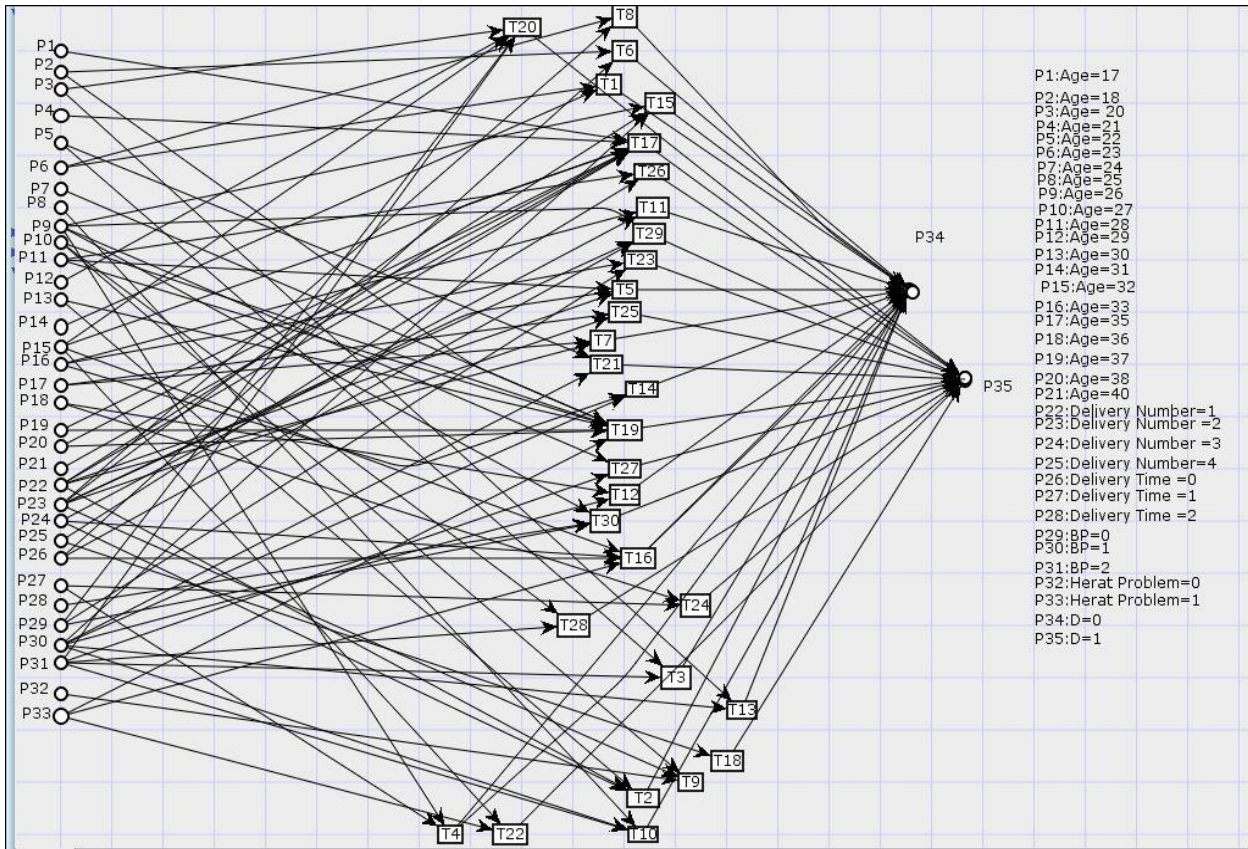 P1
P2
P3
P4
P5
P6
P7
P8
P9
P10
P11
P12
P13
P14
P15
P16
P17
P18
P19
P20
P21
P22
P23
P24
P25
P26
P27
P28
P29
P30
P31
P32
P33
T8
T20
T6
T1
T15
T17
T26
T11
T29
T23
T5
T25
T7
T21
T14
T19
T27
T12
T30
T16
T24
T28
T3
T13
T18
T9
T2
T4
T22
T10
P34
P35
P1:Age=17
P2:Age=18
P3:Age= 20
P4:Age=21
P5:Age=22
P6:Age=23
P7:Age=24
P8:Age=25
P9:Age=26
P10:Age=27
P11:Age=28
P12:Age=29
P13:Age=30
P14:Age=31
P15:Age=32
P16:Age=33
P17:Age=35
P18:Age=36
P19:Age=37
P20:Age=38
P21:Age=40
P22:Delivery Number=1
P23:Delivery Number =2
P24:Delivery Number =3
P25:Delivery Number=4
P26:Delivery Time =0
P27:Delivery Time =1
P28:Delivery Time =2
P29:BP=0
P30:BP=1
P31:BP=2
P32:Herat Problem=0
P33:Herat Problem=1
P34:D=0
P35:D=1